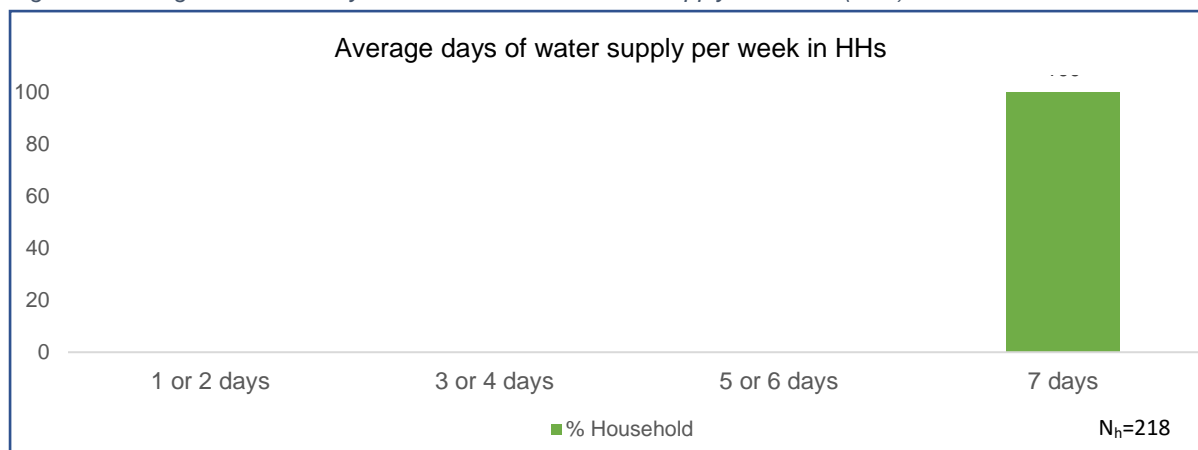 Average days of water supply per week in HHs
100
80
60
40
20
0
1 or 2 days
3 or 4 days
5 or 6 days
7 days
% Household
Nh=218